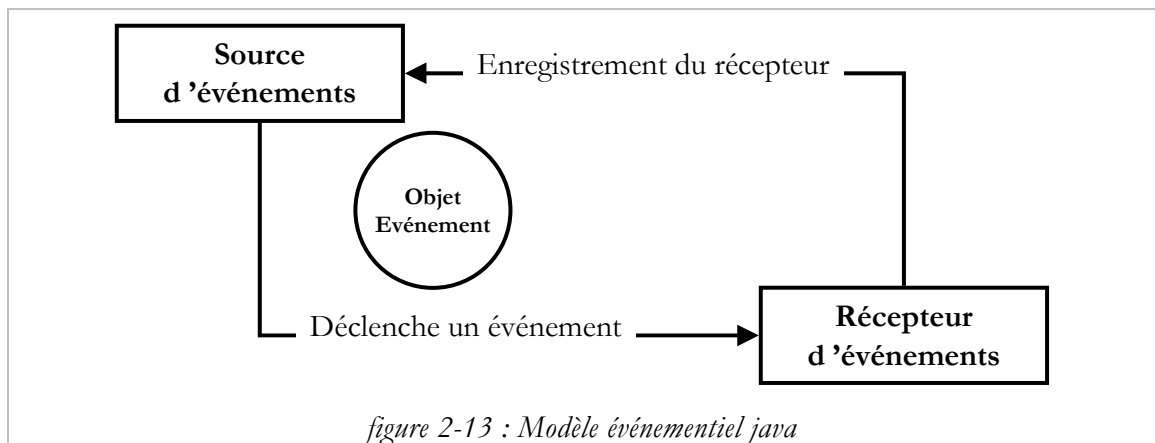 Source
d ’événements
Enregistrement du récepteur
Objet
Evénement
Déclenche un événement
Récepteur
d ’événements
figure 2-13 : Modèle événementiel java